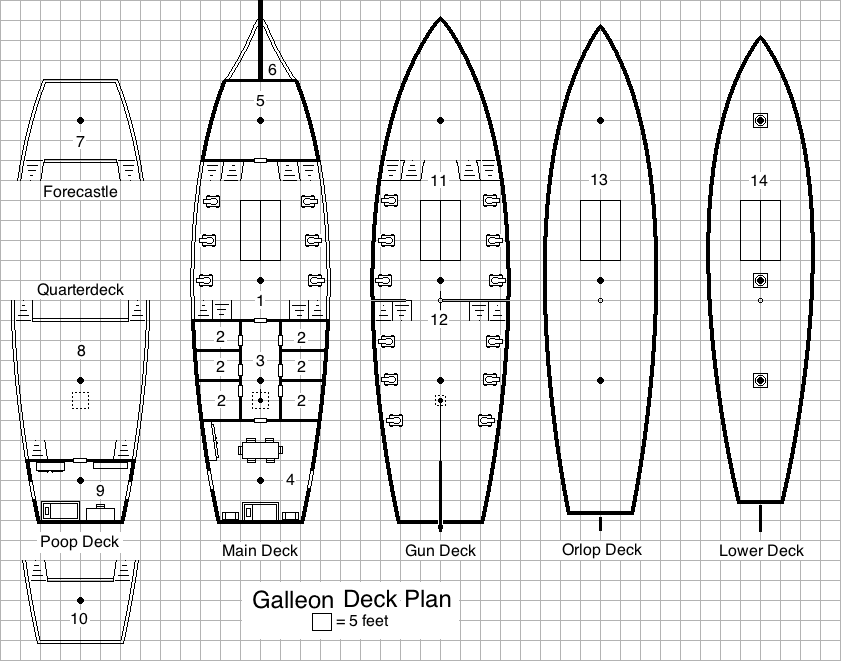 6
5
7
Forecastle
11
13
14
Quarterdeck
1
12
8
2
2
3
2
2
2
2
4
9
Poop Deck
Main Deck
Gun Deck
Orlop Deck
Lower Deck
10
Galleon Deck Plan
= 5 feet